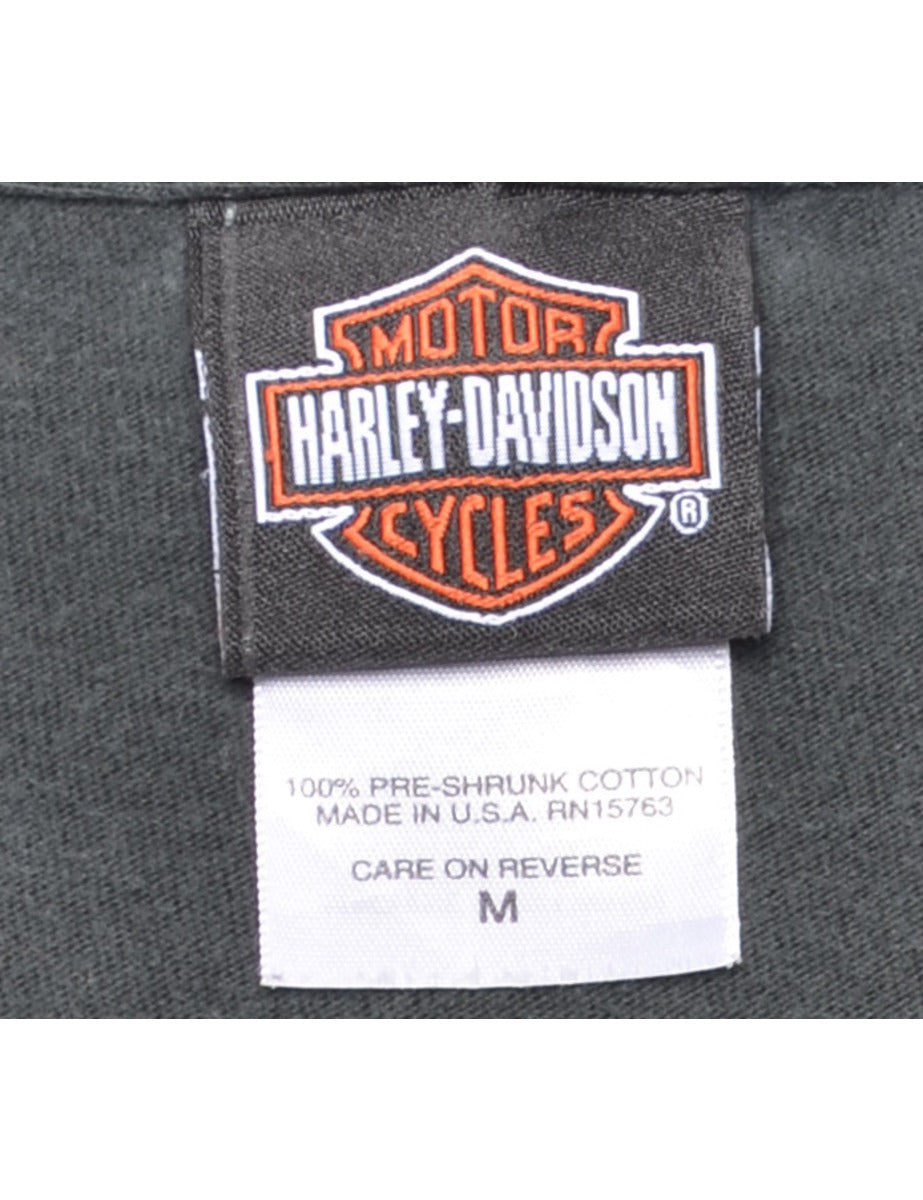 MOTOR
HARLEY-DAVIDSON
CYCLES
®
100% PRE-SHRUNK COTTON
MADE IN U.S.A. RN15763
CARE ON REVERSE
M